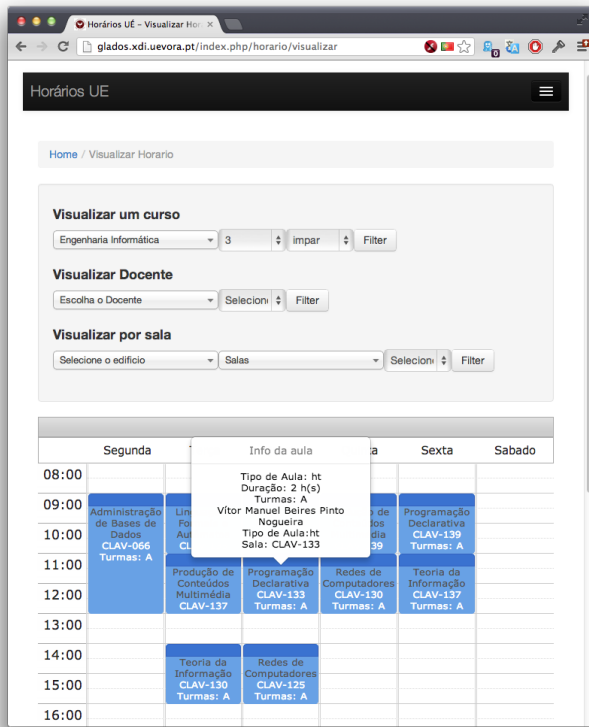 Horários UÉ - Visualizar Hor
glados.xdi.uevora.pt/index.php/horario/visualizar
0
Horários UE
Home / Visualizar Horario
Visualizar um curso
Engenharia Informática 3 impar Filter
Visualizar Docente
Escolha o Docente Filter
Visualizar por sala
Selecione o edificio Salas Filter
Segunda Sexta Sabado
08:00
09:00
10:00
11:00
12:00
13:00
14:00
15:00
16:00
Administração
de Bases de
Dados
CLAV-066
Turmas: A
Produção de
Conteúdos
Multimédia
CLAV-137
Teoria da
Informação
CLAV-130
Turmas: A
Info da aula
Tipo de Aula: ht
Duração: 2 h(s)
Turmas: A
Vítor Manuel Beires Pinto
Nogueira
Tipo de Aula:ht
Sala: CLAV-133
Programação
Declarativa
CLAV-133
Turmas: A
Redes de
Computadores
CLAV-125
Turmas: A
Redes de
Computadores
CLAV-130
Turmas: A
Programação
Declarativa
CLAV-139
Turmas: A
Teoria da
Informação
CLAV-137
Turmas: A